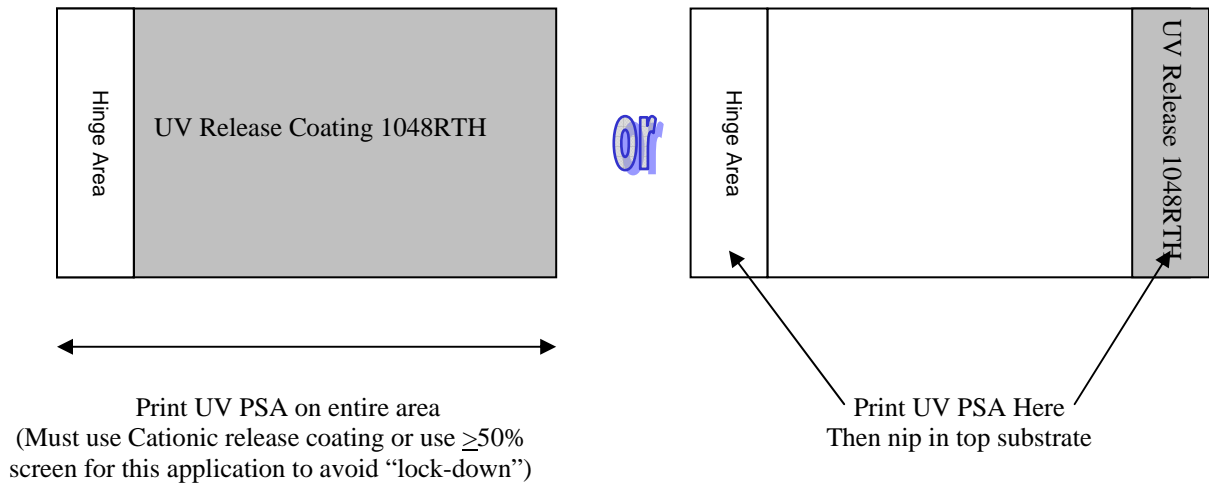 Hinge Area
UV Release Coating 1048RTH
or
Hinge Area
UV Release 1048RTH
Print UV PSA on entire area
(Must use Cationic release coating or use ≥50%
screen for this application to avoid “lock-down”)
Print UV PSA Here
Then nip in top substrate